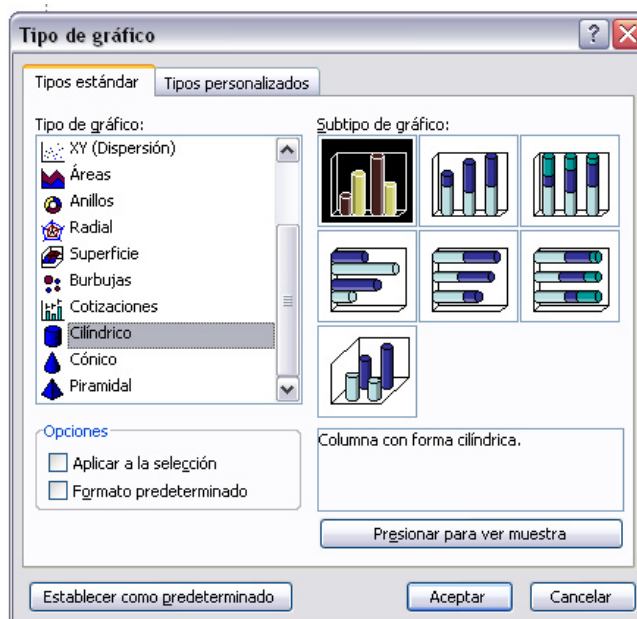 Tipo de gráfico
Tipos estándar
Tipos personalizados
Tipo de gráfico:
XY (Dispersión)
Áreas
Anillos
Radial
Superficie
Burbujas
Cotizaciones
Cilíndrico
Cónico
Piramidal
Subtipo de gráfico:
Columna con forma cilíndrica.
Opciones
Aplicar a la selección
Formato predeterminado
Presionar para ver muestra
Establecer como predeterminado
Aceptar
Cancelar